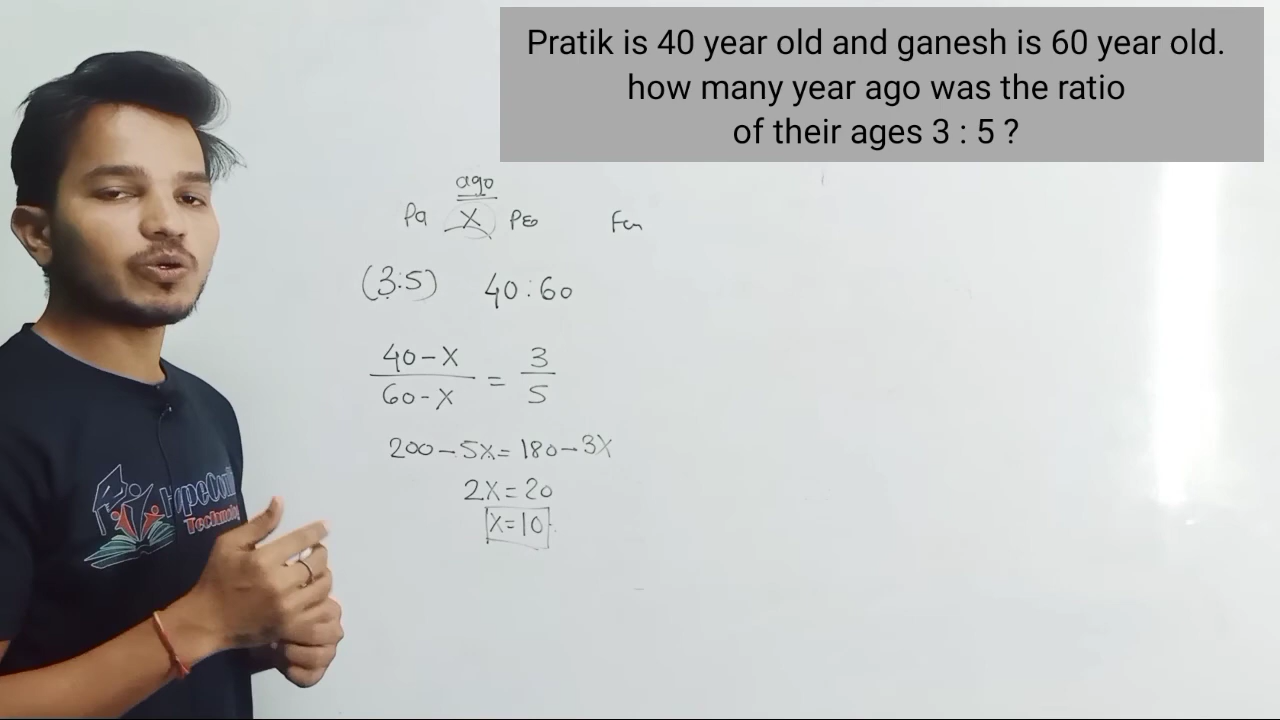 Pratik is 40 year old and ganesh is 60 year old.
how many year ago was the ratio
of their ages 3 : 5 ?
ago
Pa X Pe Fu
(3:5) 40:60
40-X
60-X
=
3
5
200-5X=180-3X
2X=20
X=10
Technolog